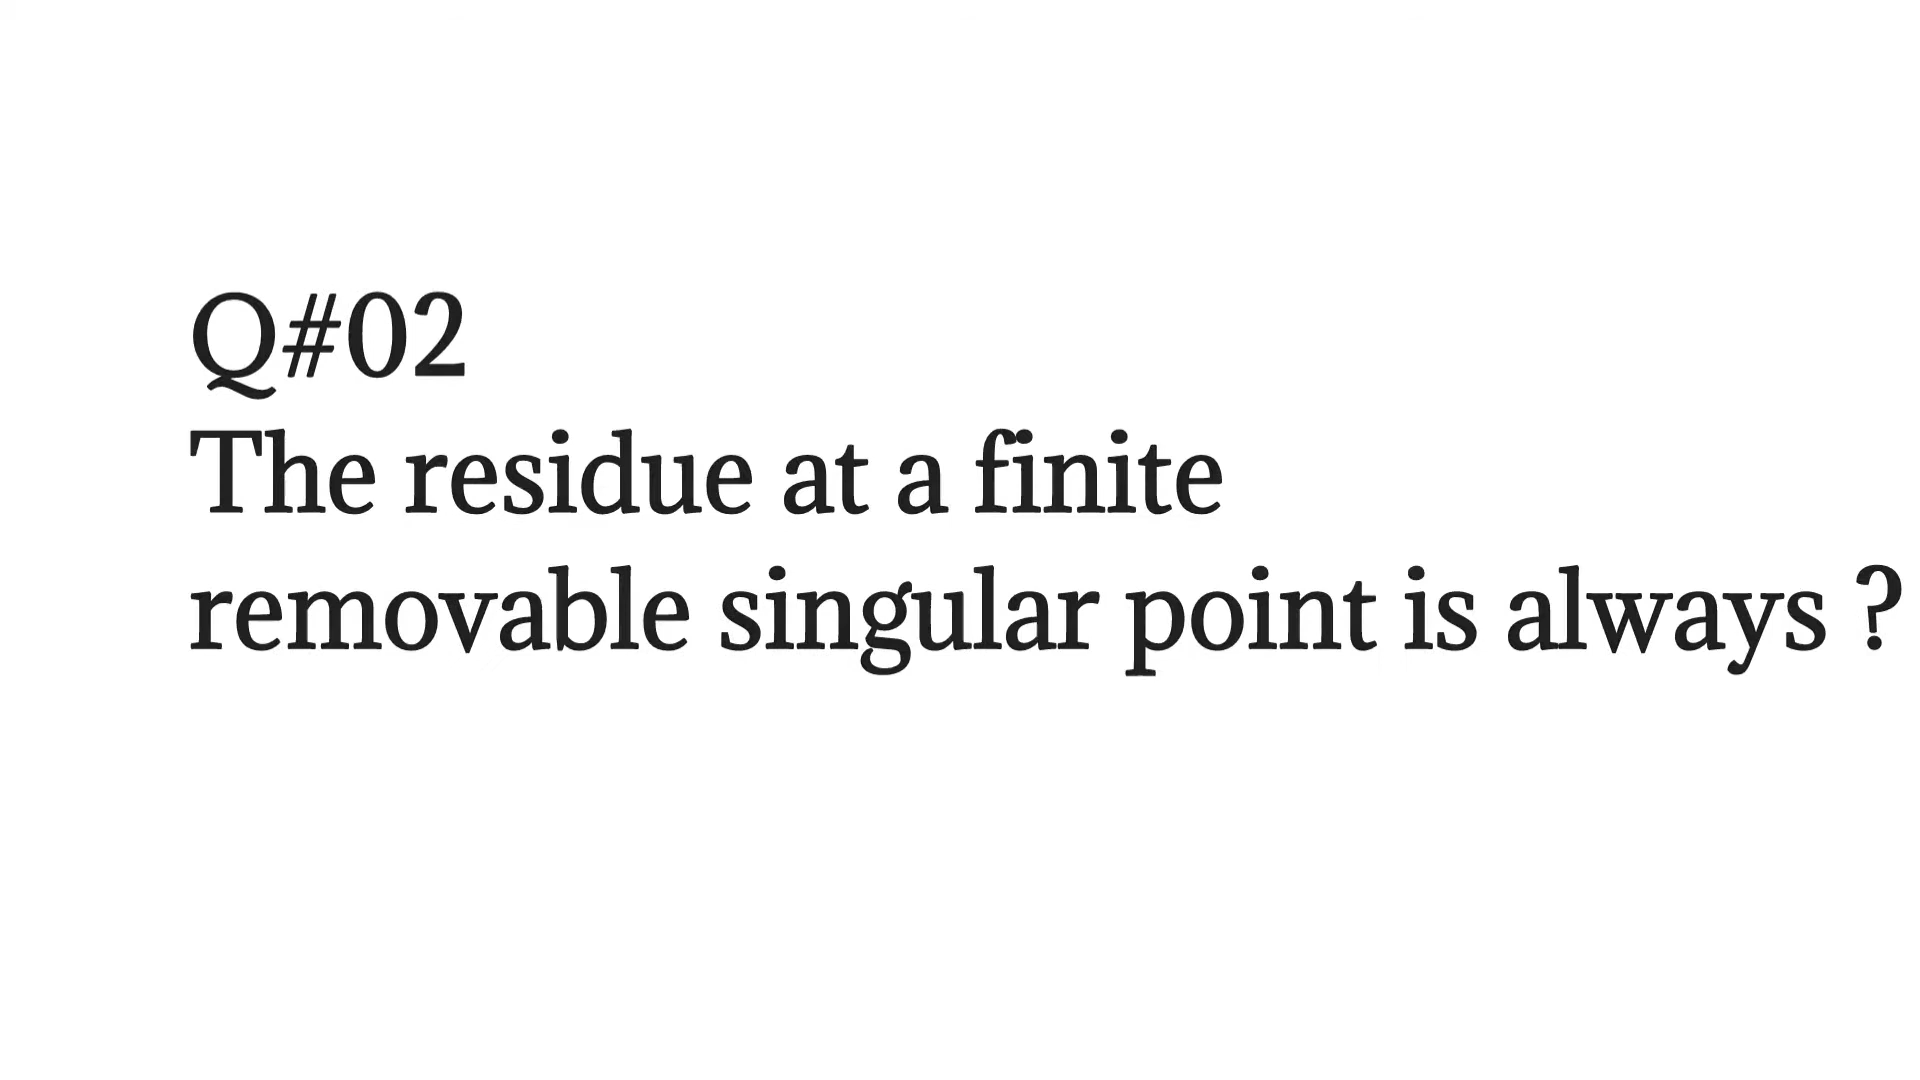 Q#02
The residue at a finite
removable singular point is always ?